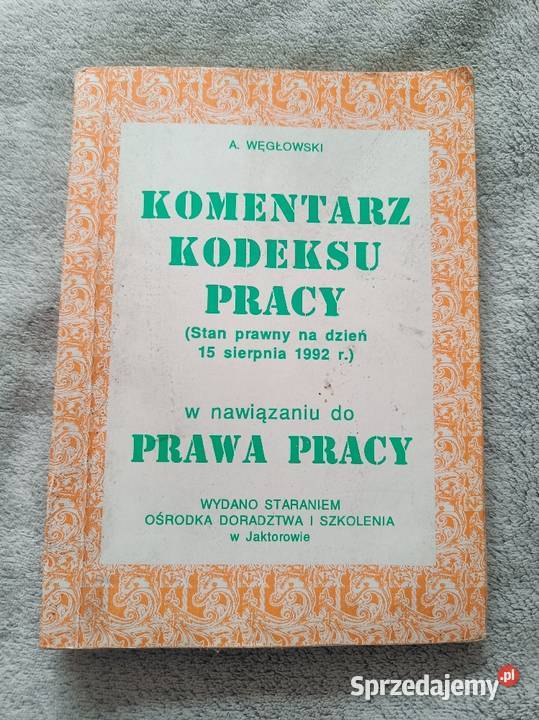 A. WĘGŁOWSKI
KOMENTARZ
KODEKSU
PRACY
(Stan prawny na dzień
15 sierpnia 1992 r.)
w nawiązaniu do
PRAWA PRACY
WYDANO STARANIEM
OŚRODKA DORADZTWA I SZKOLENIA
w Jaktorowie
Sprzedajemy.pl